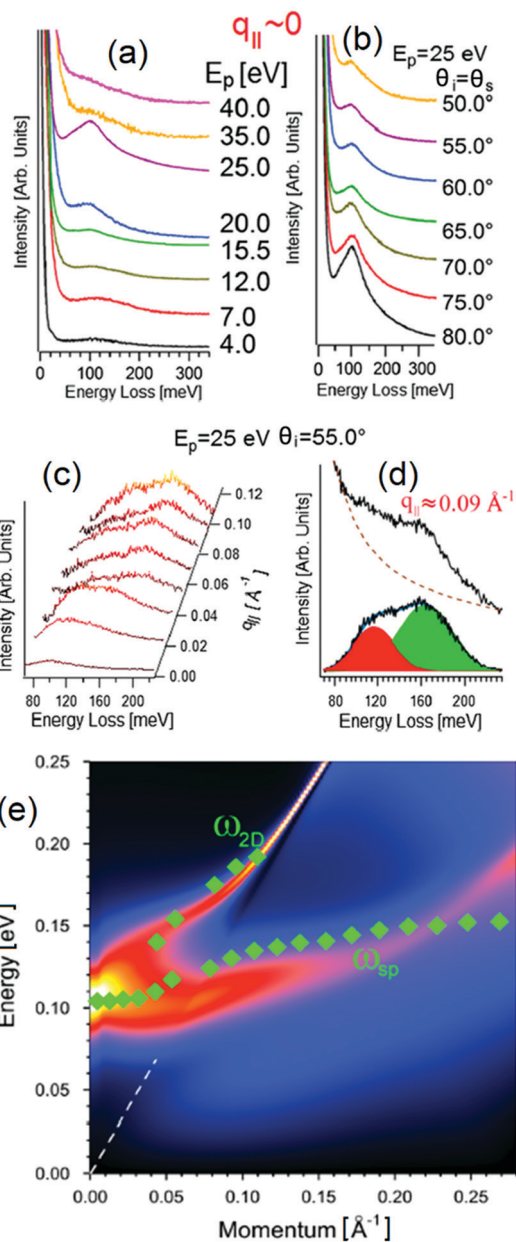 q||~0
(a)
Ep [eV]
40.0
35.0
25.0
20.0
15.5
12.0
7.0
4.0
Intensity [Arb. Units]
0 100 200 300
Energy Loss [meV]
(b)
Ep=25 eV
θi=θs
50.0°
55.0°
60.0°
65.0°
70.0°
75.0°
80.0°
Intensity [Arb. Units]
0 100 200 300
Energy Loss [meV]
Ep=25 eV θi=55.0°
(c)
Intensity [Arb. Units]
80 120 160 200
Energy Loss [meV]
0.12
0.10
0.08
0.06
0.04
0.02
0.00
q// [Å-1]
(d)
q||≈0.09 Å-1
Intensity [Arb. Units]
80 120 160 200
Energy Loss [meV]
(e)
ω2D
ωsp
Energy [eV]
0.25
0.20
0.15
0.10
0.05
0.00
0.00 0.05 0.10 0.15 0.20 0.25
Momentum [Å-1]